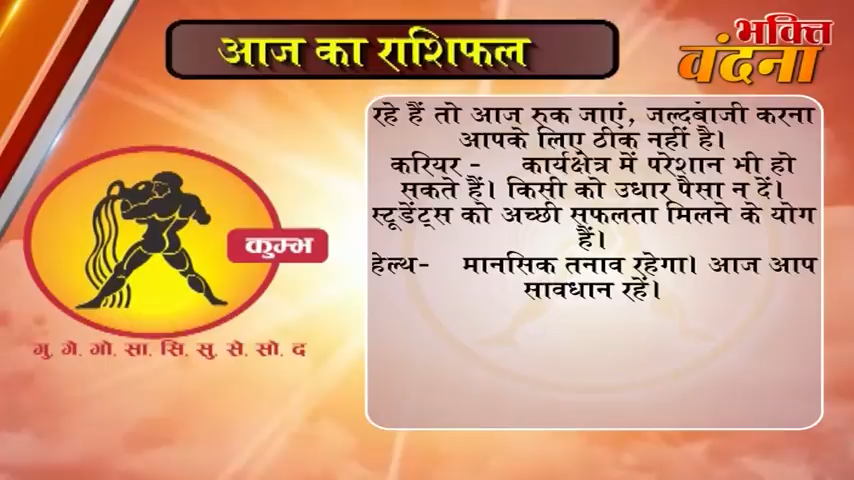 आज का राशिफल
भक्ति
वंदना
रहे हैं तो आज रुक जाएं, जल्दबाजी करना
आपके लिए ठीक नहीं है।
करियर - कार्यक्षेत्र में परेशान भी हो
सकते हैं। किसी को उधार पैसा न दें।
स्टूडेंट्स को अच्छी सफलता मिलने के योग
हैं।
हेल्थ- मानसिक तनाव रहेगा। आज आप
सावधान रहें।
कुम्भ
गु. गे. गो. सा. सि. सु. से. सो. द